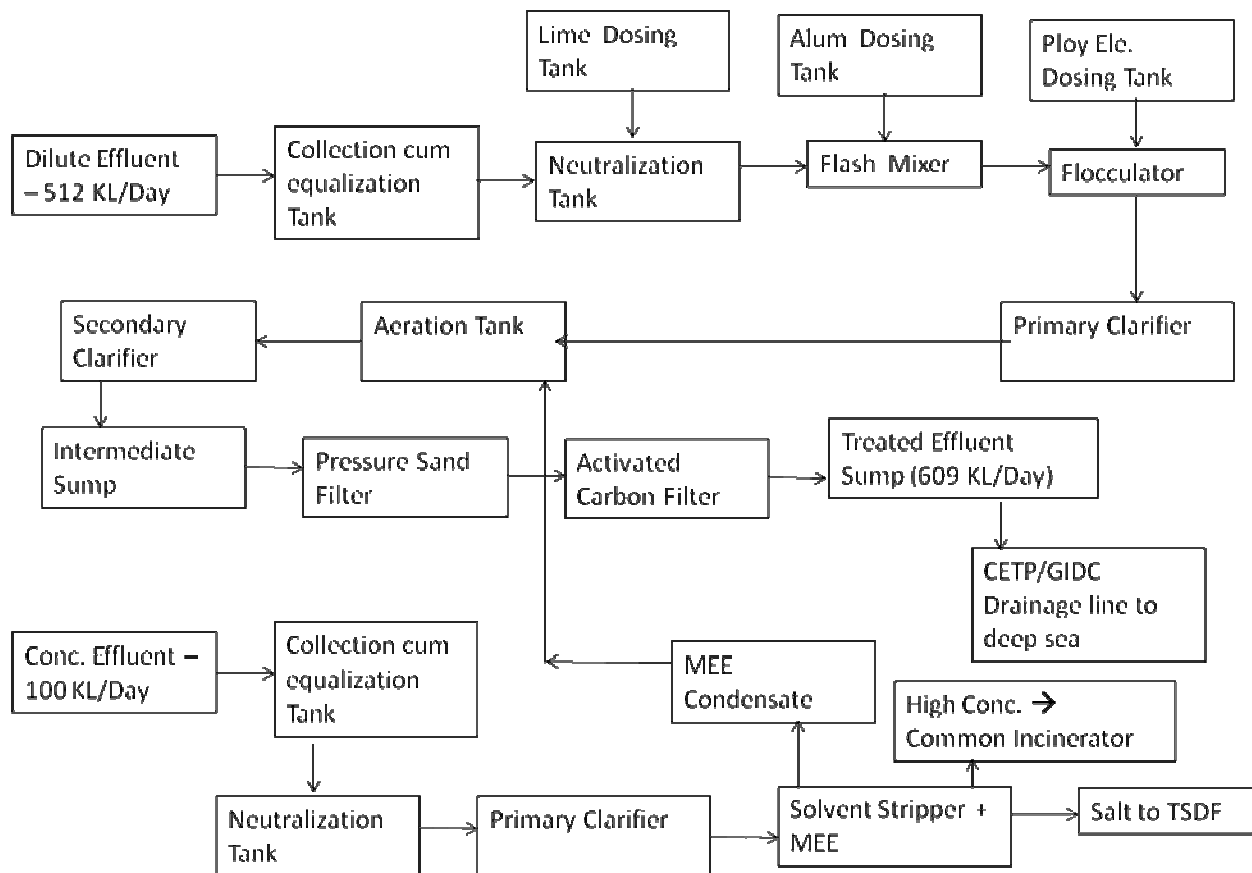 Lime Dosing
Tank
Alum Dosing
Tank
Ploy Ele.
Dosing Tank
Dilute Effluent
– 512 KL/Day
Collection cum
equalization
Tank
Neutralization
Tank
Flash Mixer
Flocculator
Secondary
Clarifier
Aeration Tank
Primary Clarifier
Intermediate
Sump
Pressure Sand
Filter
Activated
Carbon Filter
Treated Effluent
Sump (609 KL/Day)
CETP/GIDC
Drainage line to
deep sea
Conc. Effluent –
100 KL/Day
Collection cum
equalization
Tank
MEE
Condensate
High Conc. →
Common Incinerator
Neutralization
Tank
Primary Clarifier
Solvent Stripper +
MEE
Salt to TSDF